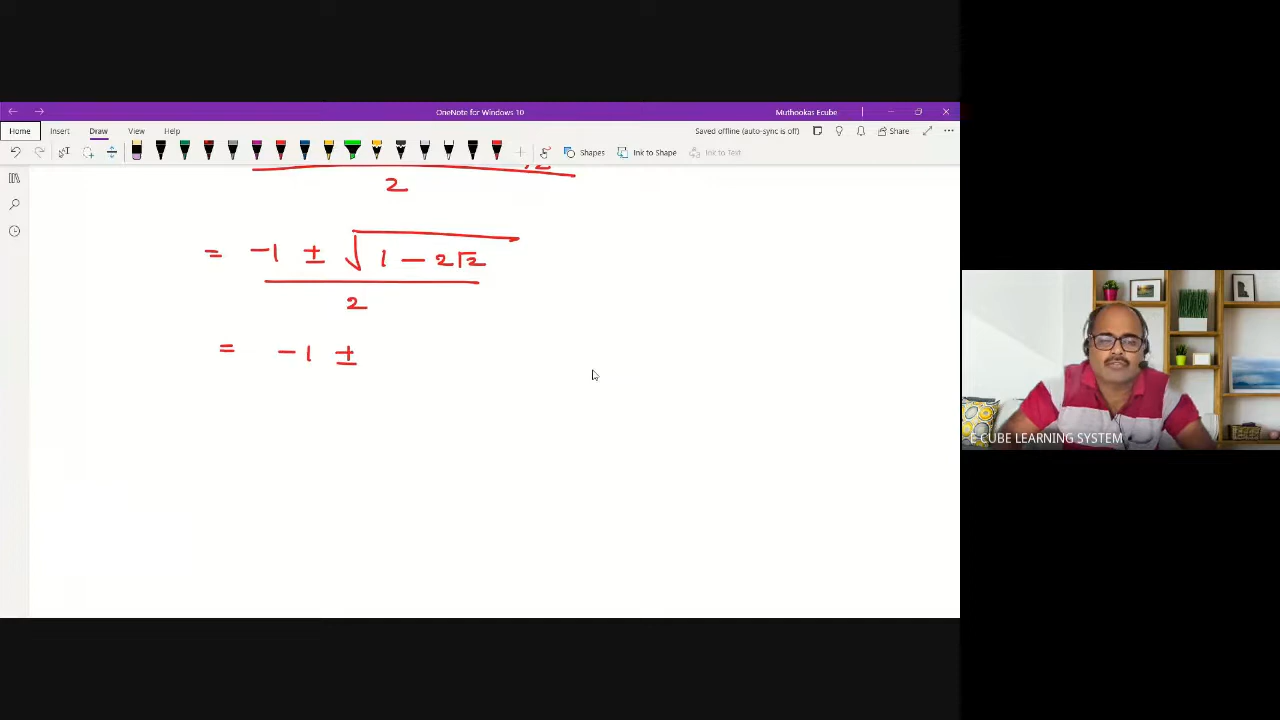 OneNote for Windows 10
Muthookas Ecube
Home Insert Draw View Help
Saved offline (auto-sync is off)
Share
Shapes
Ink to Shape
Ink to Text
2
= -1 ± √1 - 2√2
2
= -1 ±
E CUBE LEARNING SYSTEM